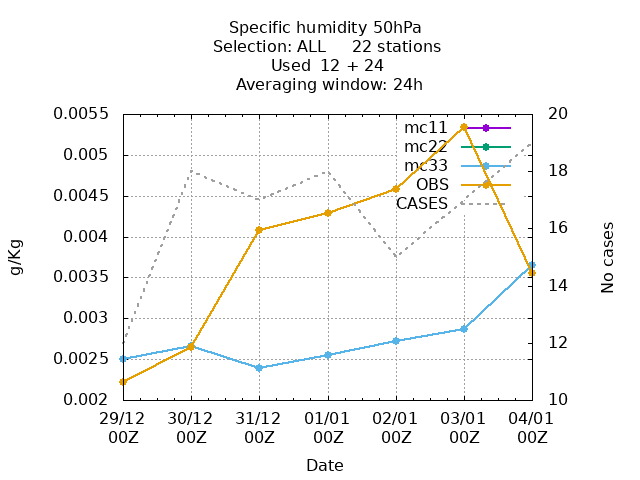 Specific humidity 50hPa
Selection: ALL 22 stations
Used 12 + 24
Averaging window: 24h
0.0055
0.005
0.0045
0.004
0.0035
0.003
0.0025
0.002
g/Kg
20
18
16
14
12
10
No cases
mc11
mc22
mc33
OBS
CASES
29/12 30/12 31/12 01/01 02/01 03/01 04/01
00Z 00Z 00Z 00Z 00Z 00Z 00Z
Date